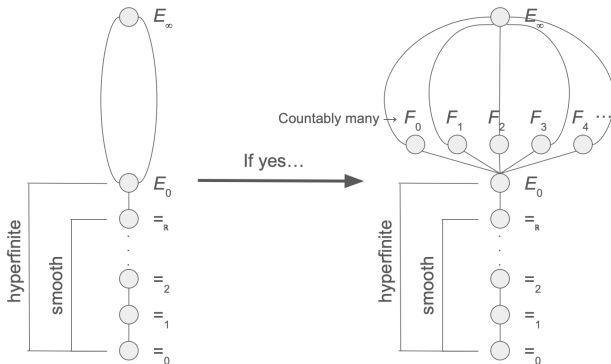 E∞
E0
=ℝ
.
.
.
=2
=1
=0
hyperfinite
smooth
If yes…
E∞
Countably many → F0 F1 F2 F3 F4 …
E0
=ℝ
.
.
.
=2
=1
=0
hyperfinite
smooth